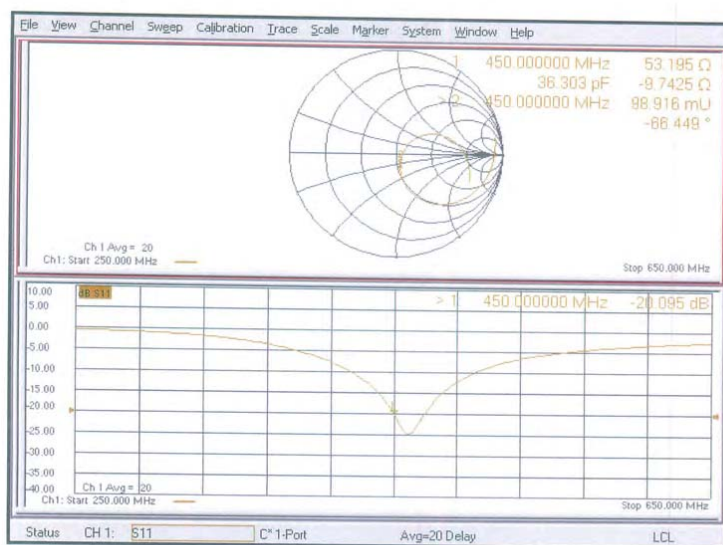 File View Channel Sweep Calibration Trace Scale Marker System Window Help
1 450.000000 MHz 53.195 Ω
36.303 pF -9.7425 Ω
> 2 450.000000 MHz 98.916 mU
-66.449 °
Ch 1 Avg = 20
Ch1: Start 250.000 MHz
Stop 650.000 MHz
10.00
dB S11
> 1 450.000000 MHz -20.095 dB
5.00
0.00
-5.00
-10.00
-15.00
-20.00
-25.00
-30.00
-35.00
-40.00
Ch 1 Avg = 20
Ch1: Start 250.000 MHz
Stop 650.000 MHz
Status CH 1: S11 C* 1-Port Avg=20 Delay LCL